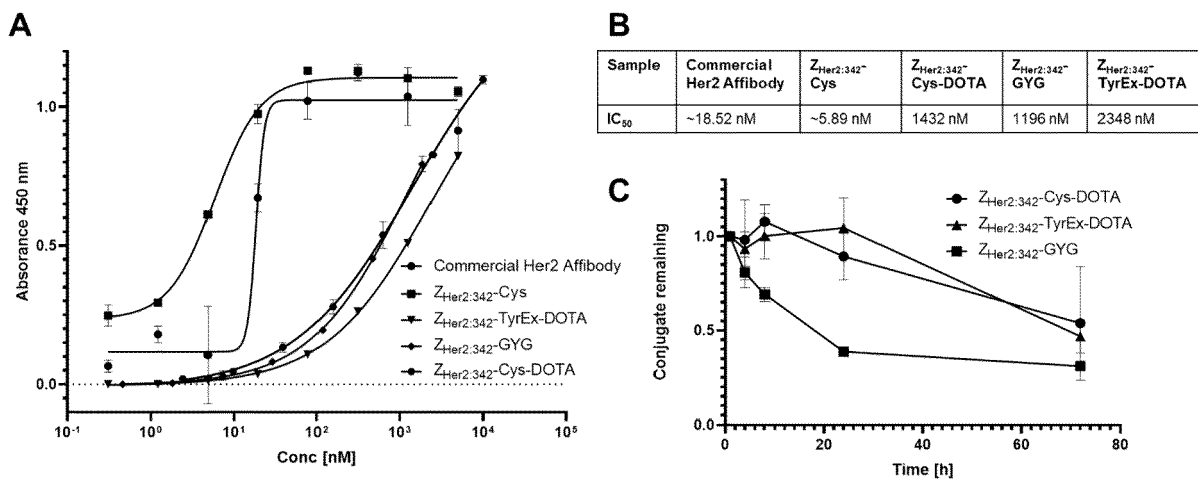 A
Absorance 450 nm
1.0
0.5
0.0
10-1
100
101
102
103
104
105
Conc [nM]
Commercial Her2 Affibody
ZHer2:342-Cys
ZHer2:342-TyrEx-DOTA
ZHer2:342-GYG
ZHer2:342-Cys-DOTA
B
Sample
Commercial
Her2 Affibody
ZHer2:342-
Cys
ZHer2:342-
Cys-DOTA
ZHer2:342-
GYG
ZHer2:342-
TyrEx-DOTA
IC50
~18.52 nM
~5.89 nM
1432 nM
1196 nM
2348 nM
C
Conjugate remaining
1.0
0.5
0.0
0
20
40
60
80
Time [h]
ZHer2:342-Cys-DOTA
ZHer2:342-TyrEx-DOTA
ZHer2:342-GYG